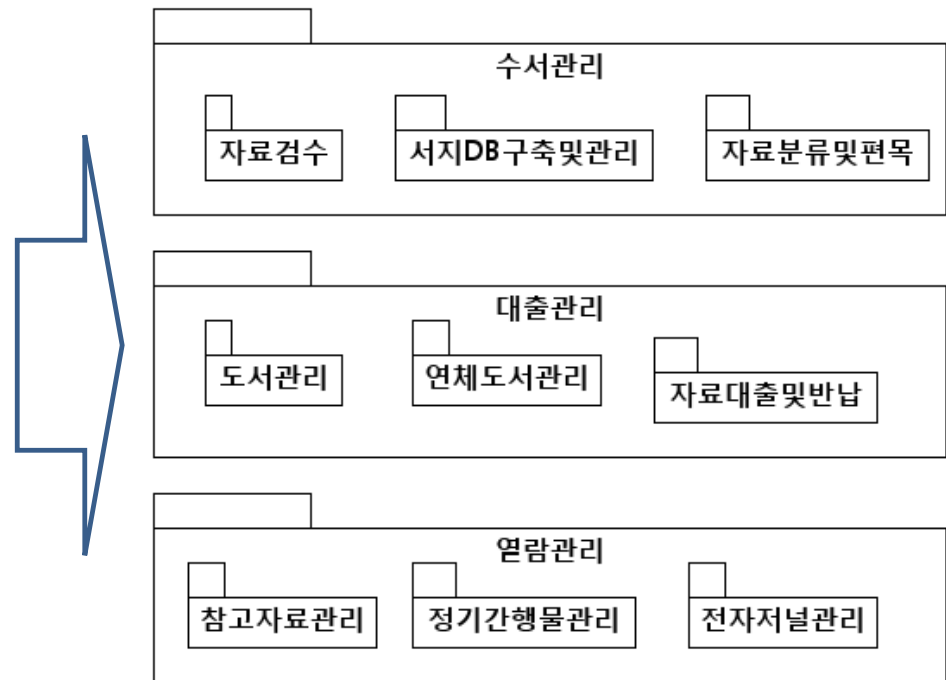 수서관리
자료검수
서지DB구축및관리
자료분류및편목
대출관리
도서관리
연체도서관리
자료대출및반납
열람관리
참고자료관리
정기간행물관리
전자저널관리